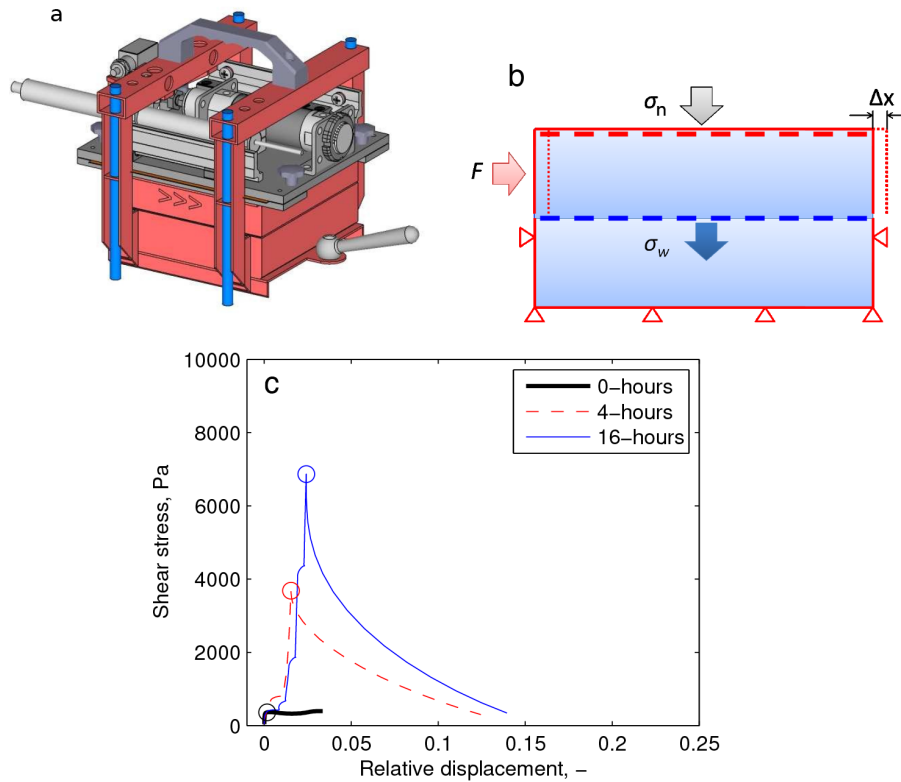 a
b
σn
Δx
F
σw
c
10000
8000
6000
4000
2000
0
Shear stress, Pa
0−hours
4−hours
16−hours
0
0.05
0.1
0.15
0.2
0.25
Relative displacement, −